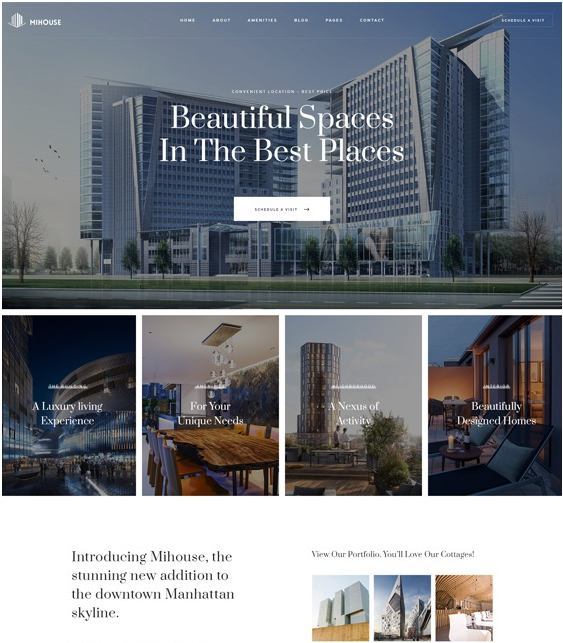 MIHOUSE
HOME ABOUT AMENITIES BLOG PAGES CONTACT
SCHEDULE A VISIT
CONVENIENT LOCATION - BEST PRICE
Beautiful Spaces
In The Best Places
SCHEDULE A VISIT →
THE BUILDING
A Luxury living
Experience
AMENITIES
For Your
Unique Needs
NEIGHBORHOOD
A Nexus of
Activity
INTERIOR
Beautifully
Designed Homes
Introducing Mihouse, the
stunning new addition to
the downtown Manhattan
skyline.
View Our Portfolio. You'll Love Our Cottages!